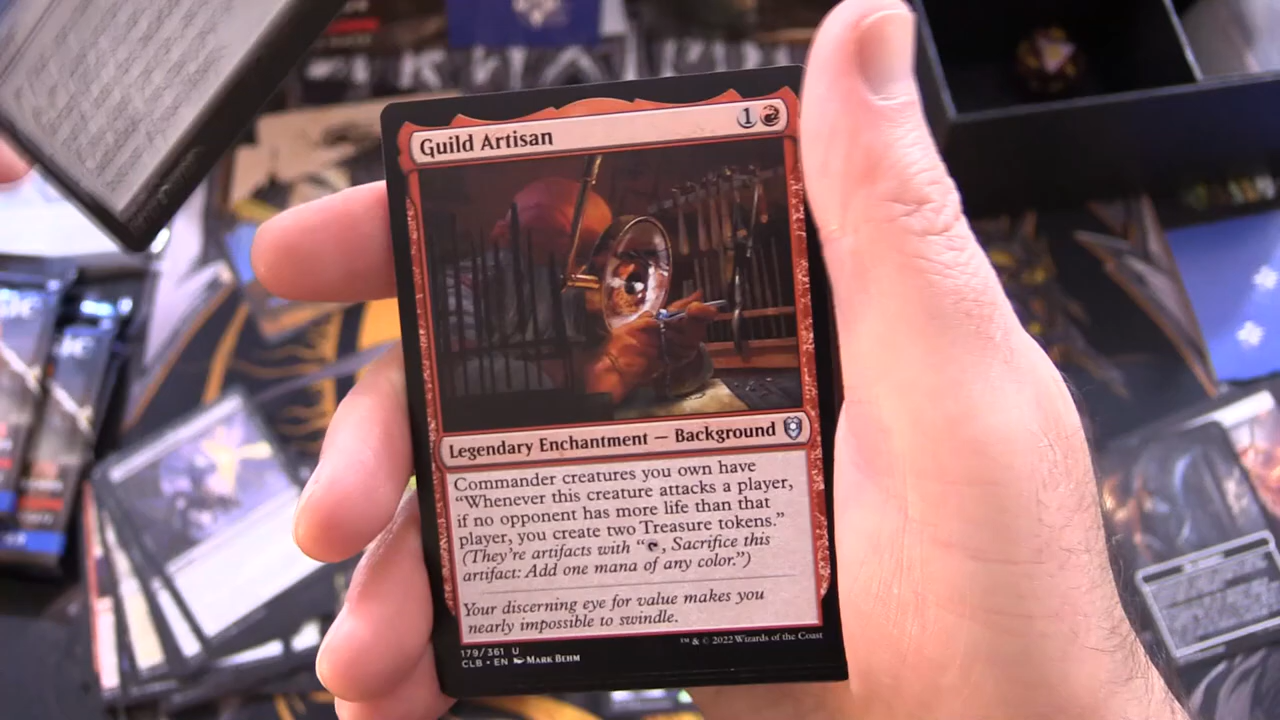 Guild Artisan 1
Legendary Enchantment — Background
Commander creatures you own have
“Whenever this creature attacks a player,
if no opponent has more life than that
player, you create two Treasure tokens.”
(They’re artifacts with “, Sacrifice this
artifact: Add one mana of any color.”)
Your discerning eye for value makes you
nearly impossible to swindle.
179/361 U
CLB • EN MARK BEHM
™ & © 2022 Wizards of the Coast